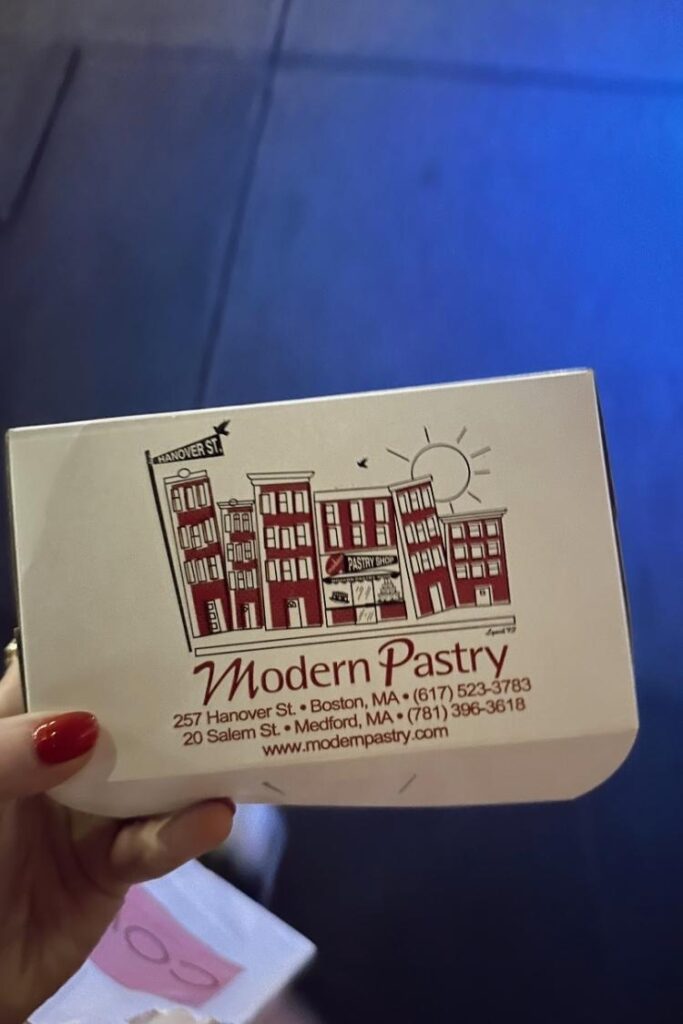 HANOVER ST.
PASTRY SHOP
Modern Pastry
257 Hanover St. • Boston, MA • (617) 523-3783
20 Salem St. • Medford, MA • (781) 396-3618
www.modernpastry.com